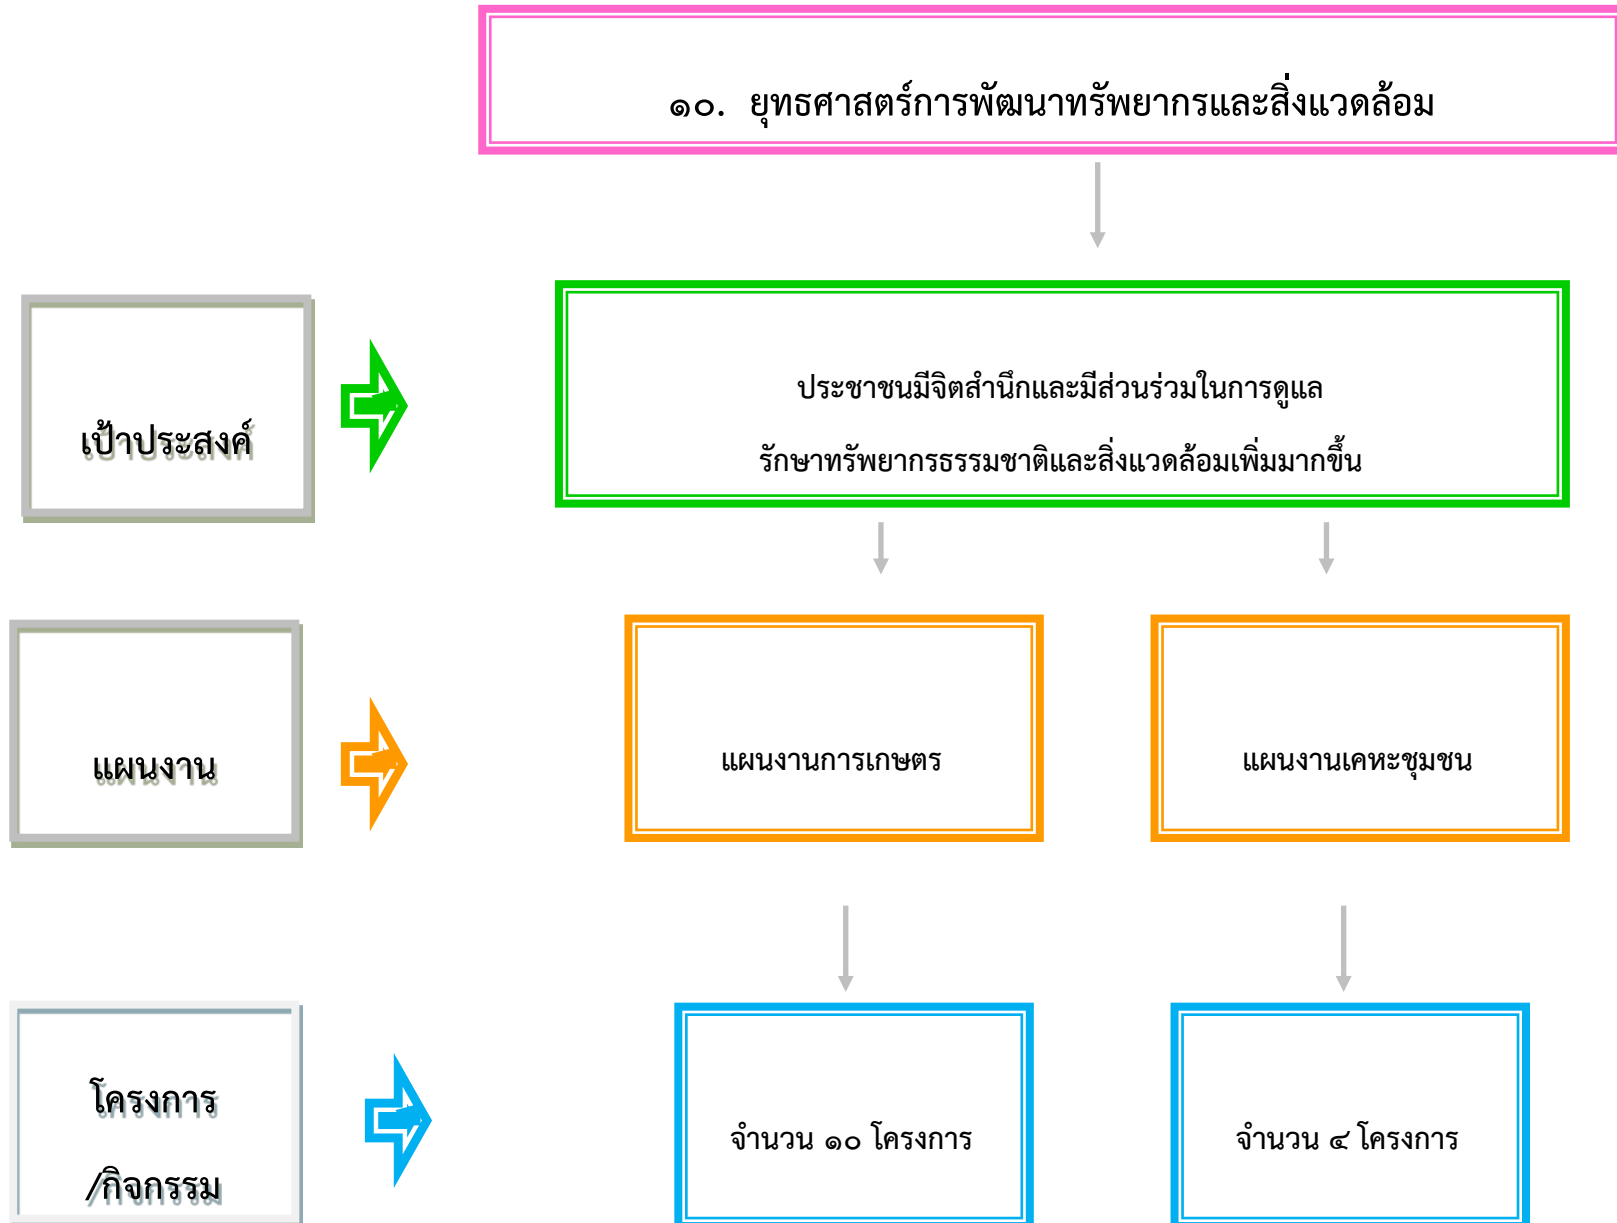 ๑๐. ยุทธศาสตร์การพัฒนาทรัพยากรและสิ่งแวดล้อม
เป้าประสงค์
ประชาชนมีจิตสำนึกและมีส่วนร่วมในการดูแล
รักษาทรัพยากรธรรมชาติและสิ่งแวดล้อมเพิ่มมากขึ้น
แผนงาน
แผนงานการเกษตร
แผนงานเคหะชุมชน
โครงการ
/กิจกรรม
จำนวน ๑๐ โครงการ
จำนวน ๔ โครงการ